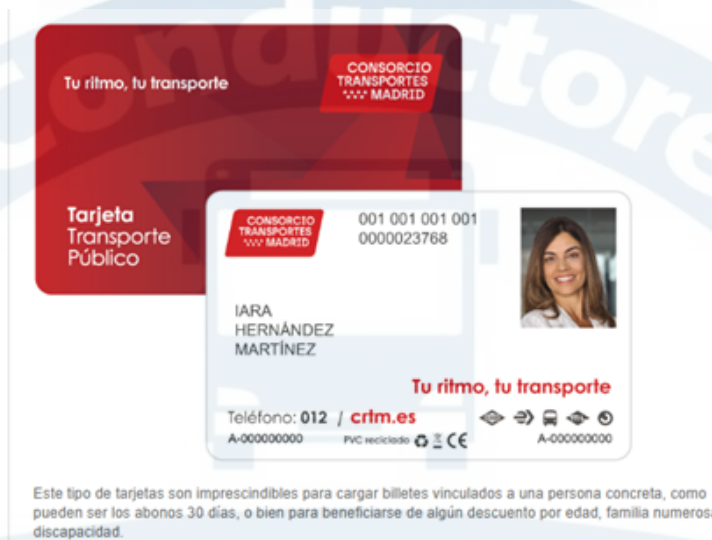 Conductore
Tu ritmo, tu transporte
CONSORCIO
TRANSPORTES
MADRID
Tarjeta
Transporte
Público
CONSORCIO
TRANSPORTES
MADRID
001 001 001 001
0000023768
IARA
HERNÁNDEZ
MARTÍNEZ
Tu ritmo, tu transporte
Teléfono: 012 / crtm.es
A-000000000 PVC reciclado CE A-000000000
Este tipo de tarjetas son imprescindibles para cargar billetes vinculados a una persona concreta, como
pueden ser los abonos 30 días, o bien para beneficiarse de algún descuento por edad, familia numerosa
discapacidad.